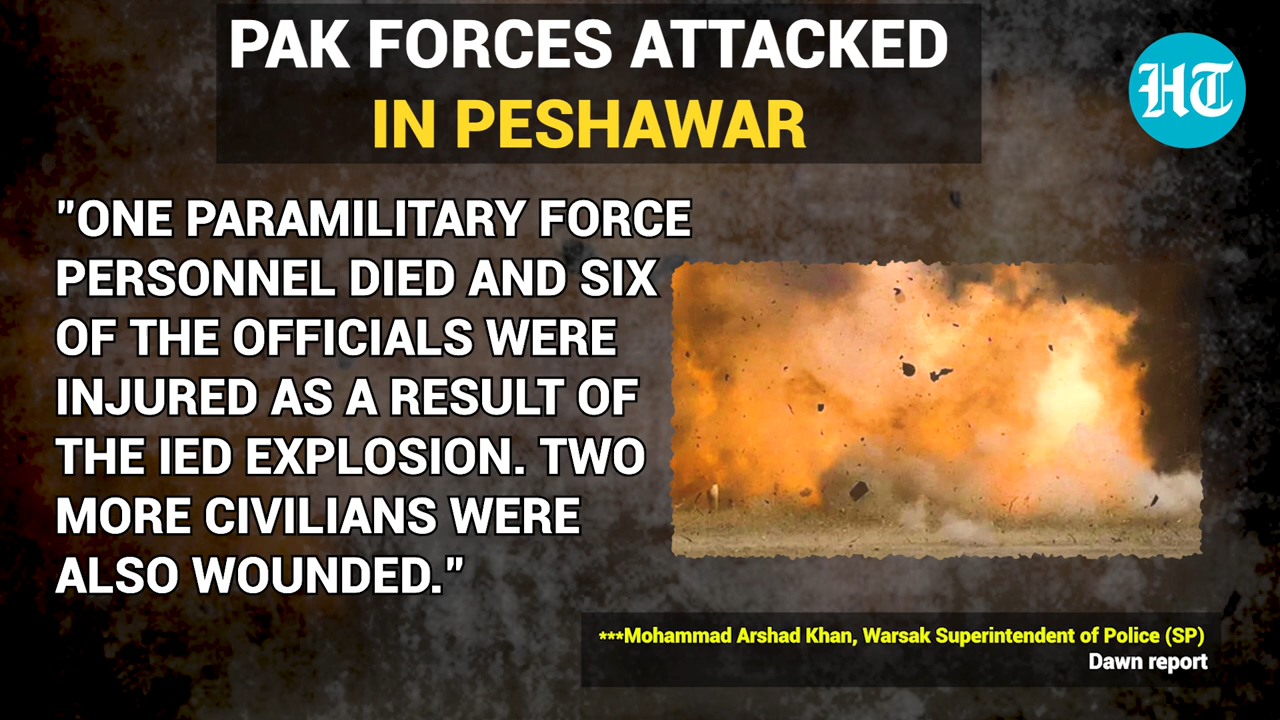 PAK FORCES ATTACKED
IN PESHAWAR
HT
"ONE PARAMILITARY FORCE
PERSONNEL DIED AND SIX
OF THE OFFICIALS WERE
INJURED AS A RESULT OF
THE IED EXPLOSION. TWO
MORE CIVILIANS WERE
ALSO WOUNDED."
***Mohammad Arshad Khan, Warsak Superintendent of Police (SP)
Dawn report